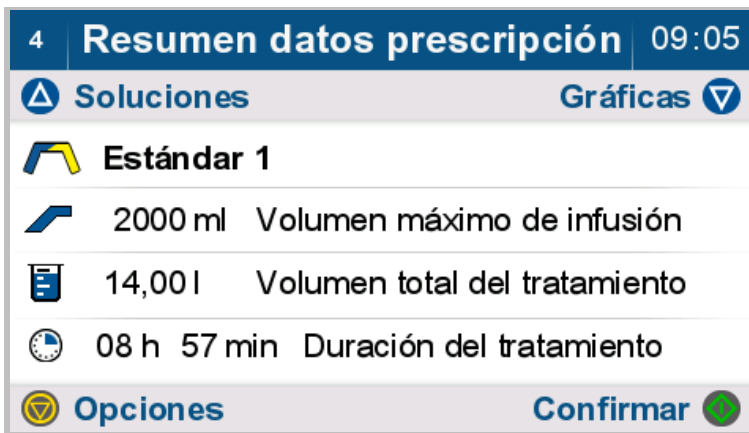 4 Resumen datos prescripción 09:05
Soluciones Gráficas
Estándar 1
2000 ml Volumen máximo de infusión
14,00 l Volumen total del tratamiento
08 h 57 min Duración del tratamiento
Opciones Confirmar